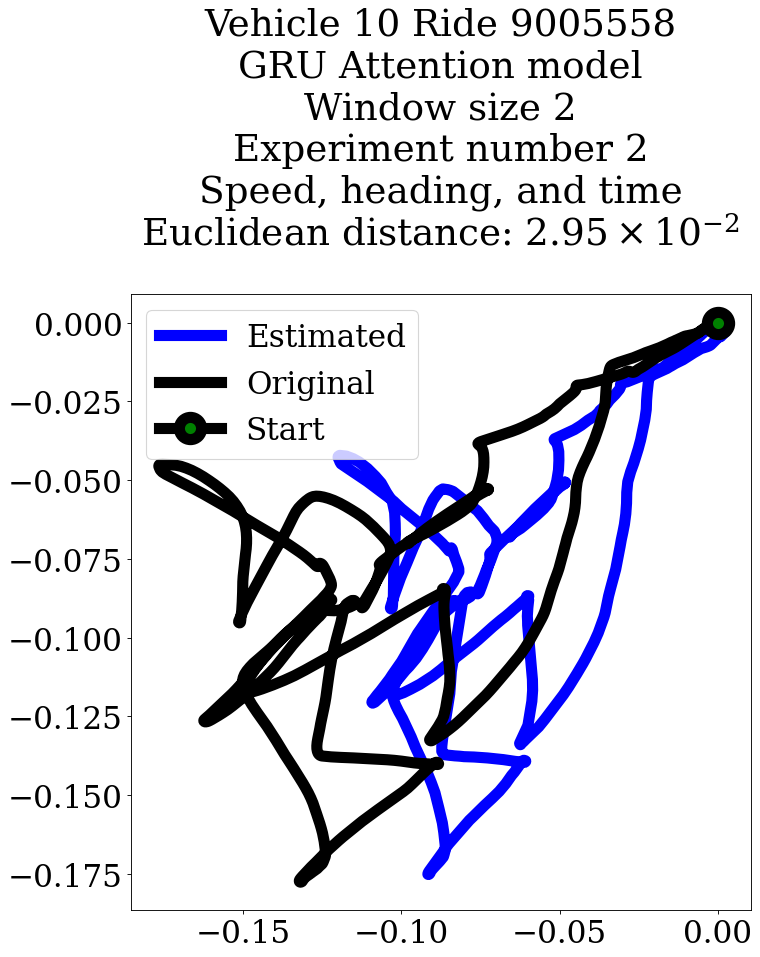 Vehicle 10 Ride 9005558
GRU Attention model
Window size 2
Experiment number 2
Speed, heading, and time
Euclidean distance: 2.95 × 10⁻²
Estimated
Original
Start
0.000
−0.025
−0.050
−0.075
−0.100
−0.125
−0.150
−0.175
−0.15
−0.10
−0.05
0.00